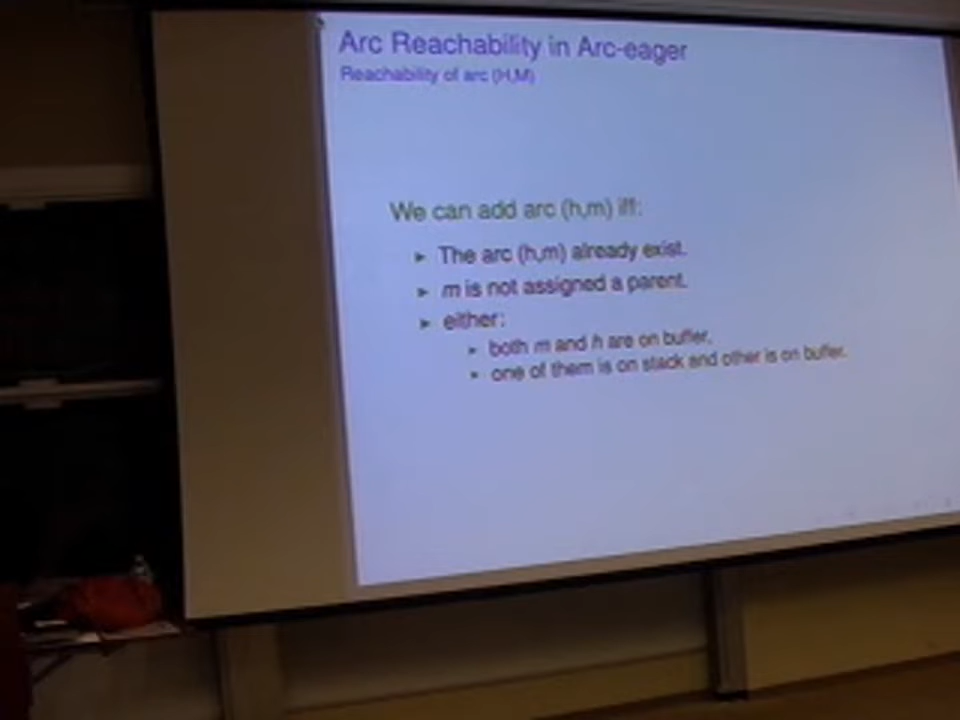 Arc Reachability in Arc-eager
Reachability of arc (H,M)
We can add arc (h,m) iff:
▸ The arc (h,m) already exist.
▸ m is not assigned a parent.
▸ either:
▸ both m and h are on buffer.
▸ one of them is on stack and other is on buffer.